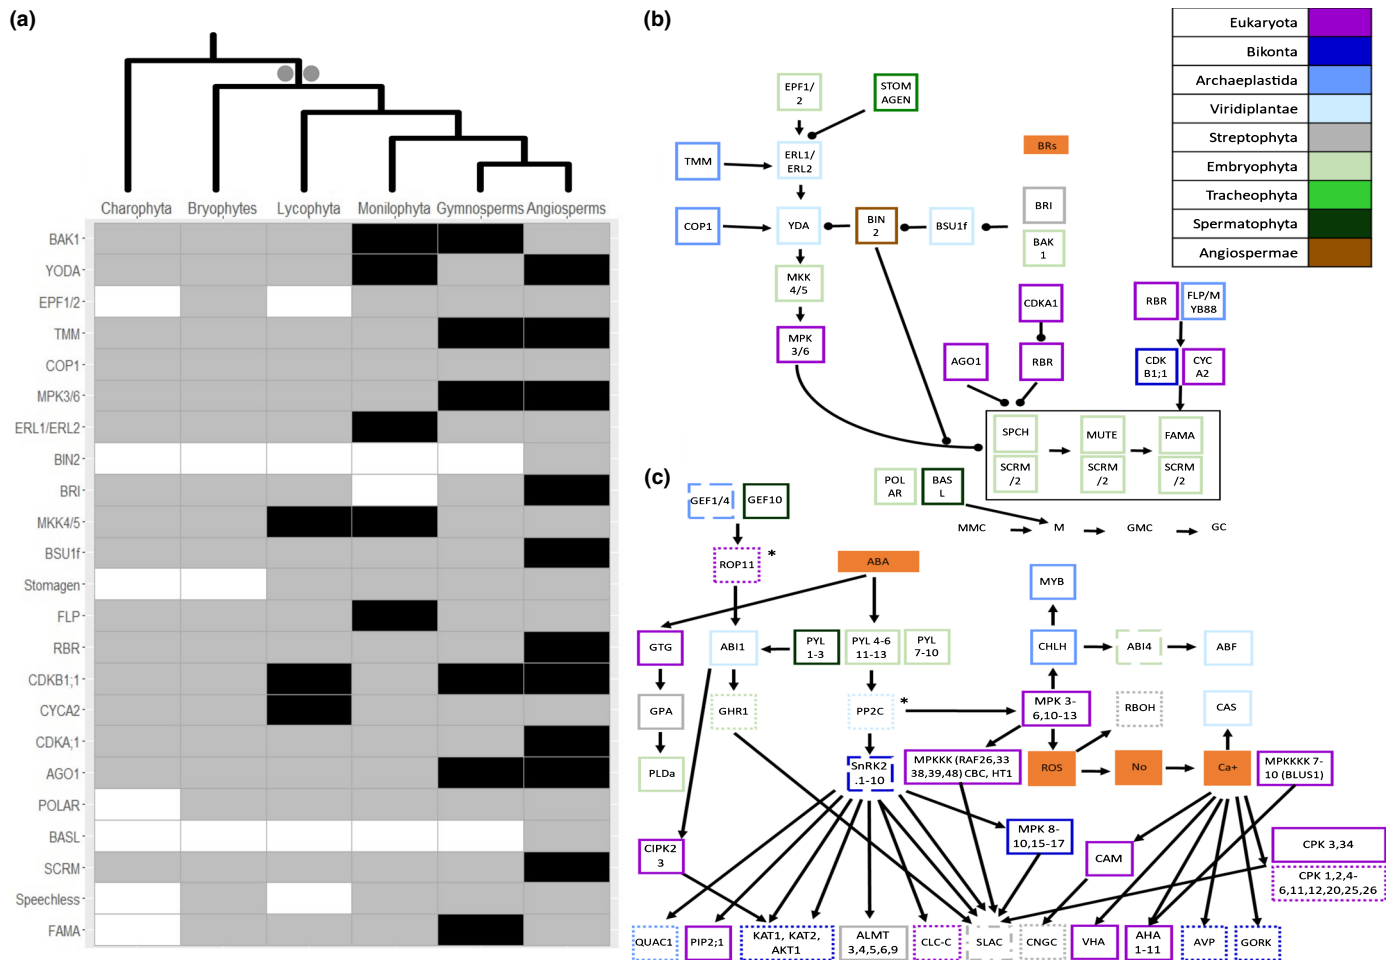 (a)
Charophyta
Bryophytes
Lycophyta
Monilophyta
Gymnosperms
Angiosperms
BAK1
YODA
EPF1/2
TMM
COP1
MPK3/6
ERL1/ERL2
BIN2
BRI
MKK4/5
BSU1f
Stomagen
FLP
RBR
CDKB1;1
CYCA2
CDKA;1
AGO1
POLAR
BASL
SCRM
Speechless
FAMA
(b)
Eukaryota
Bikonta
Archaeplastida
Viridiplantae
Streptophyta
Embryophyta
Tracheophyta
Spermatophyta
Angiospermae
EPF1/
2
STOM
AGEN
TMM
ERL1/
ERL2
BRs
COP1
YDA
BIN
2
BSU1f
BRI
BAK
1
MKK
4/5
CDKA1
RBR
FLP/M
YB88
MPK
3/6
AGO1
RBR
CDK
B1;1
CYC
A2
SPCH
MUTE
FAMA
SCRM
/2
SCRM
/2
SCRM
/2
POL
AR
BAS
L
MMC
M
GMC
GC
(c)
GEF1/4
GEF10
ROP11
*
ABA
MYB
GTG
ABI1
PYL
1-3
PYL 4-6
11-13
PYL
7-10
CHLH
ABI4
ABF
GPA
GHR1
PP2C
*
MPK 3-
6,10-13
RBOH
CAS
PLDa
SnRK2
.1-10
MPKKK (RAF26,33
38,39,48) CBC, HT1
ROS
No
Ca+
MPKKKK 7-
10 (BLUS1)
CIPK2
3
MPK 8-
10,15-17
CAM
CPK 3,34
CPK 1,2,4-
6,11,12,20,25,26
QUAC1
PIP2;1
KAT1, KAT2,
AKT1
ALMT
3,4,5,6,9
CLC-C
SLAC
CNGC
VHA
AHA
1-11
AVP
GORK